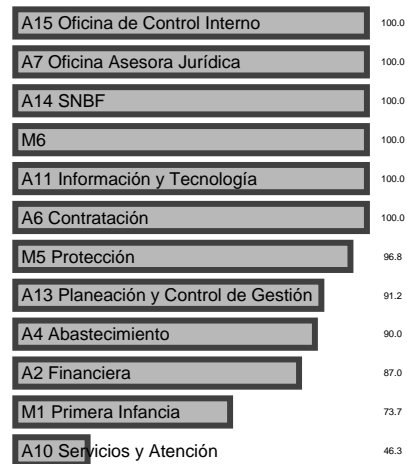 A15 Oficina de Control Interno 100.0
A7 Oficina Asesora Jurídica 100.0
A14 SNBF 100.0
M6 100.0
A11 Información y Tecnología 100.0
A6 Contratación 100.0
M5 Protección 96.8
A13 Planeación y Control de Gestión 91.2
A4 Abastecimiento 90.0
A2 Financiera 87.0
M1 Primera Infancia 73.7
A10 Servicios y Atención 46.3